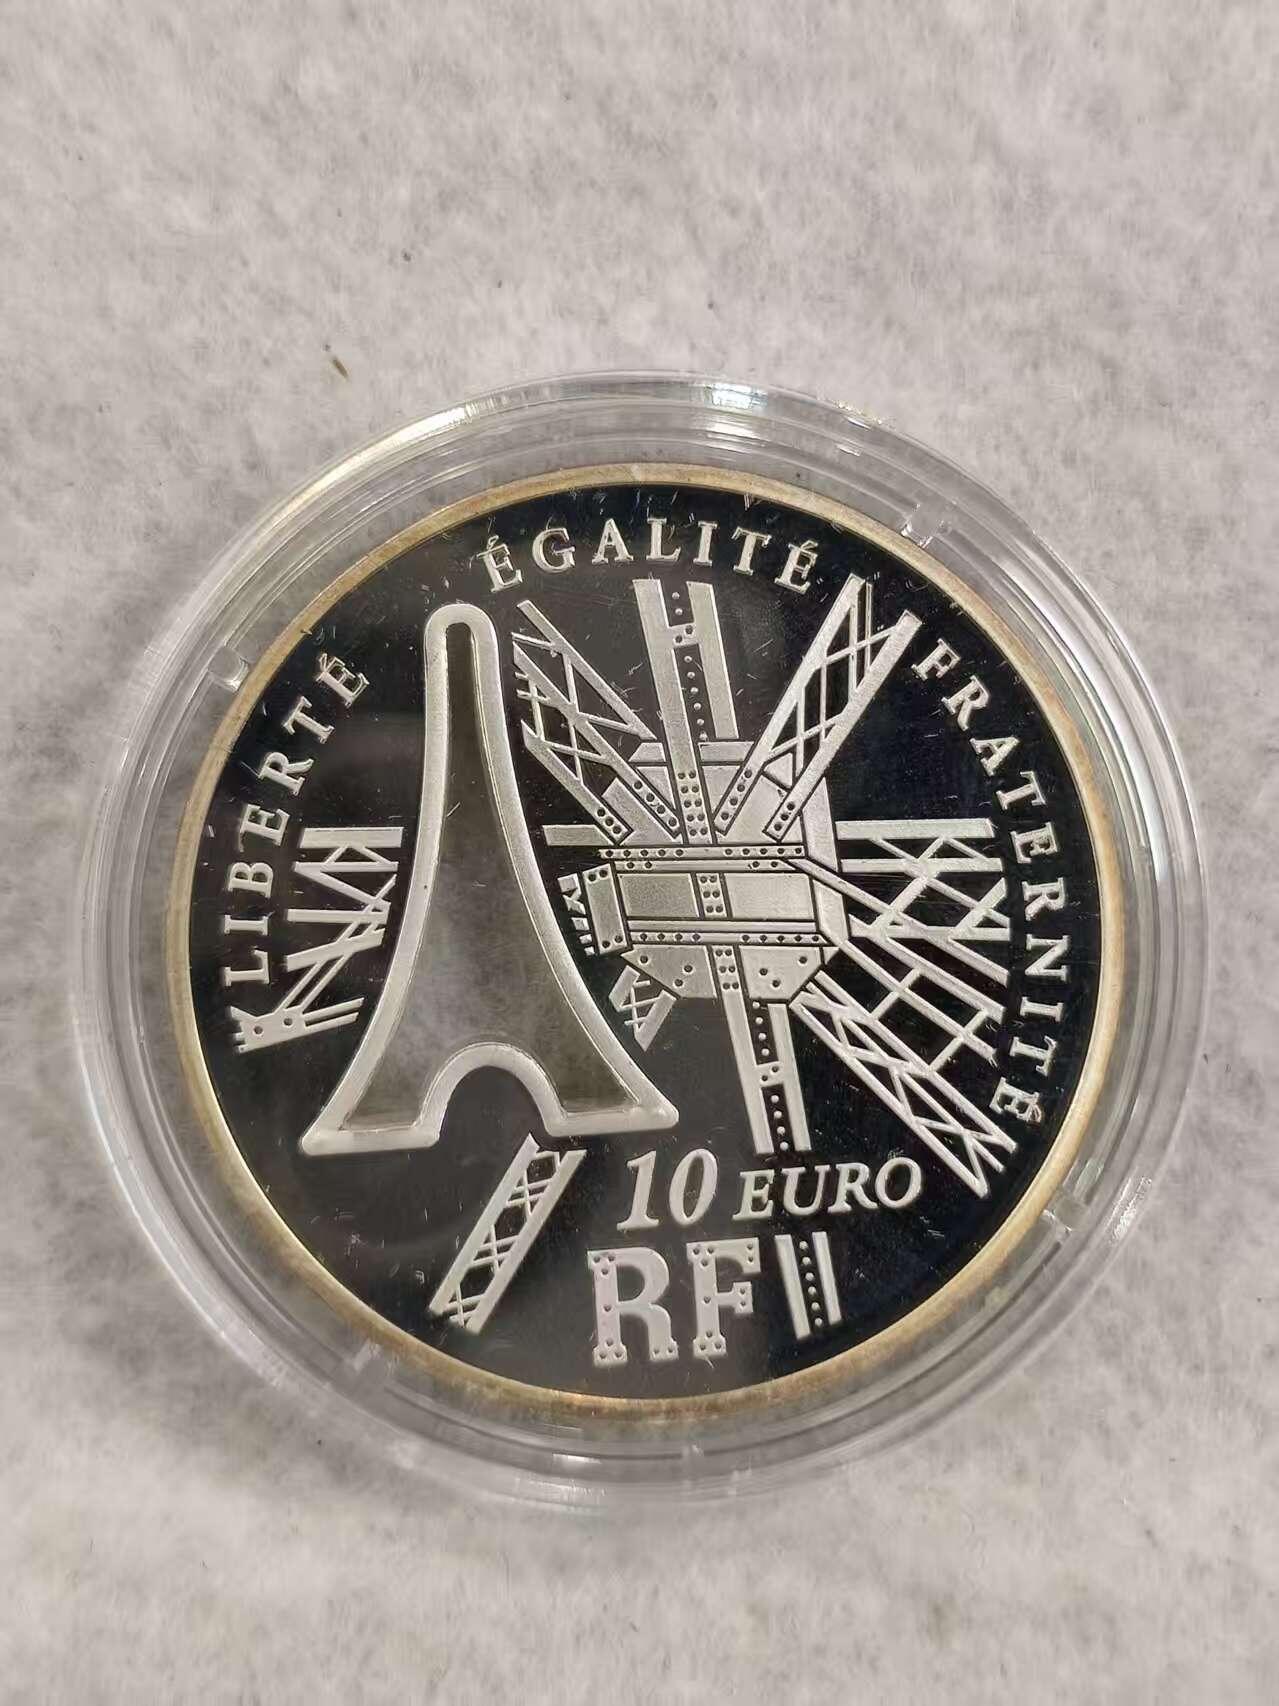 LIBERTÉ
ÉGALITÉ
FRATERNITÉ
10 EURO
RF